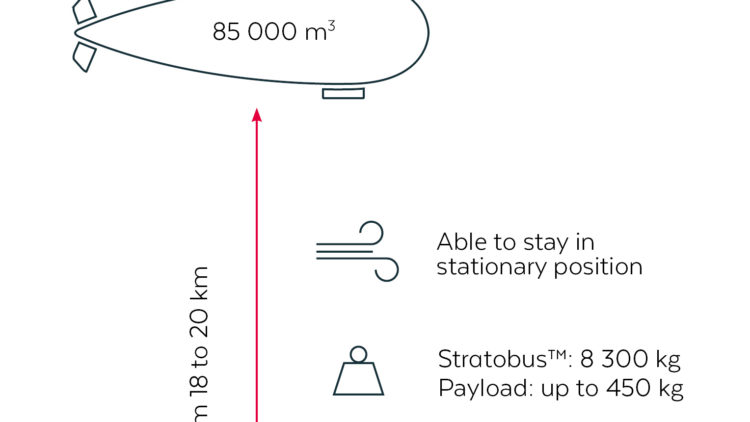 85 000 m³
Able to stay in
stationary position
18 to 20 km
Stratobus™: 8 300 kg
Payload: up to 450 kg